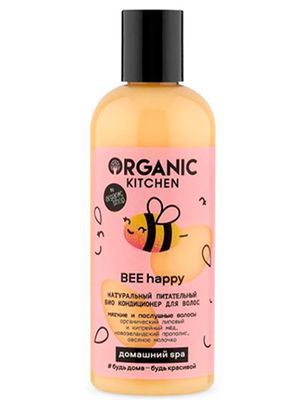 ORGANIC
KITCHEN
BEE happy
НАТУРАЛЬНЫЙ ПИТАТЕЛЬНЫЙ
БИО КОНДИЦИОНЕР ДЛЯ ВОЛОС
мягкие и послушные волосы
органический липовый
и кипрейный мёд,
новозеландский прополис,
овсяное молочко
домашний spa
#будь дома—будь красивой